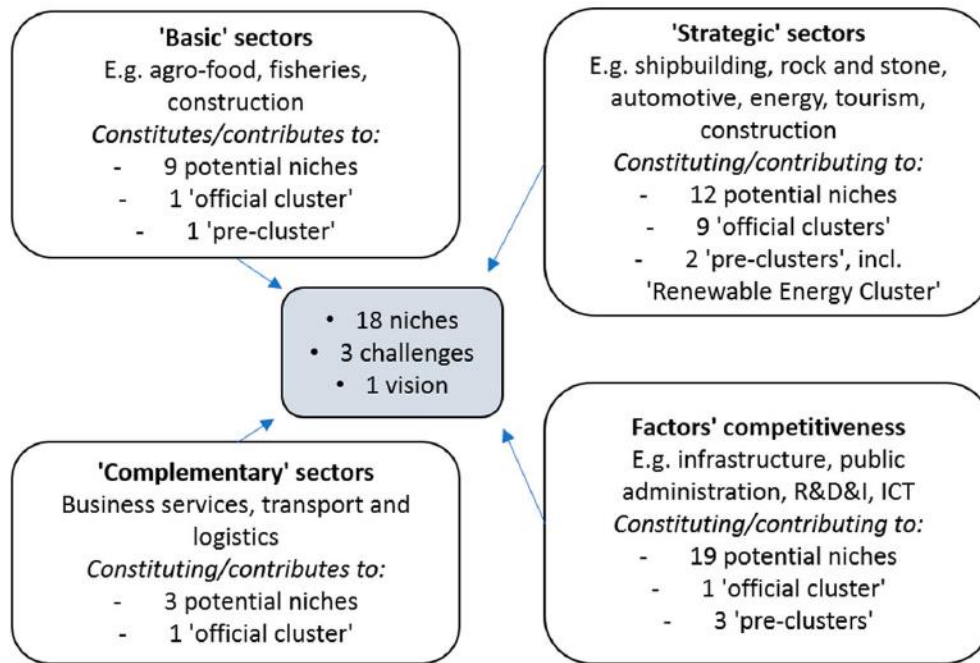 'Basic' sectors
E.g. agro-food, fisheries,
construction
Constitutes/contributes to:
- 9 potential niches
- 1 'official cluster'
- 1 'pre-cluster'
'Strategic' sectors
E.g. shipbuilding, rock and stone,
automotive, energy, tourism,
construction
Constituting/contributing to:
- 12 potential niches
- 9 'official clusters'
- 2 'pre-clusters', incl.
'Renewable Energy Cluster'
• 18 niches
• 3 challenges
• 1 vision
'Complementary' sectors
Business services, transport and
logistics
Constituting/contributes to:
- 3 potential niches
- 1 'official cluster'
Factors' competitiveness
E.g. infrastructure, public
administration, R&D&I, ICT
Constituting/contributing to:
- 19 potential niches
- 1 'official cluster'
- 3 'pre-clusters'